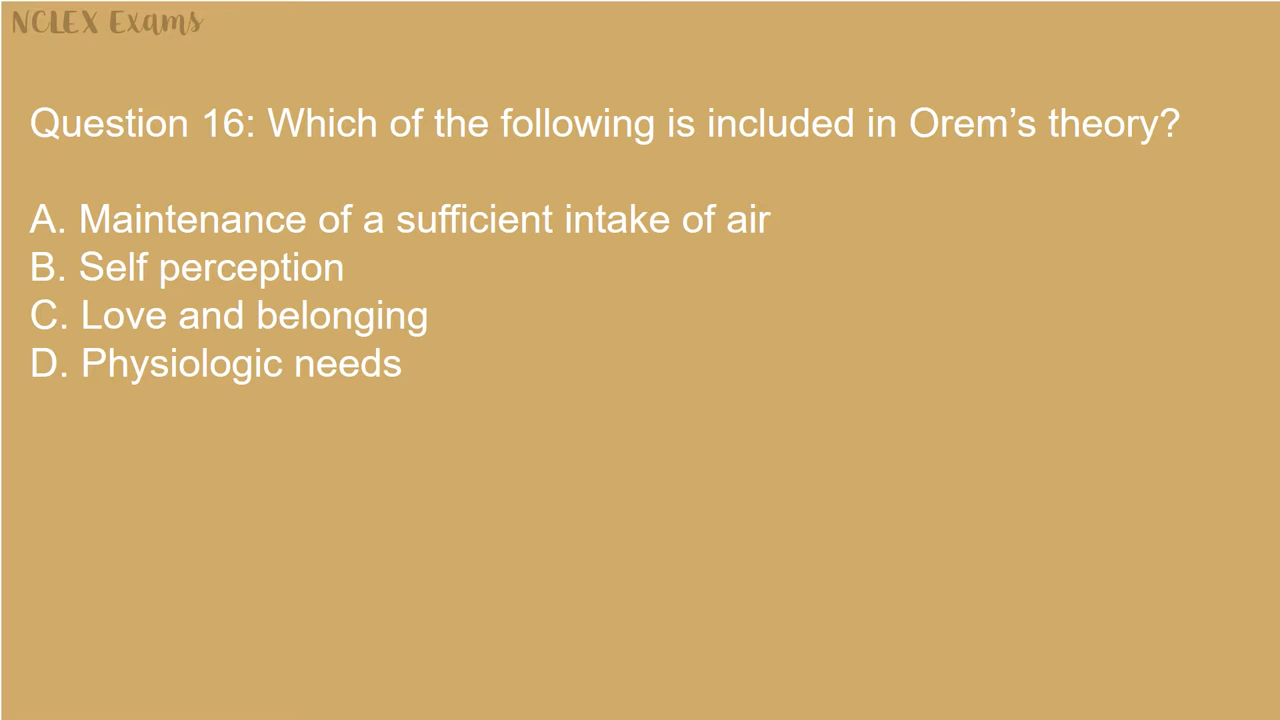 NCLEX Exams
Question 16: Which of the following is included in Orem’s theory?
A. Maintenance of a sufficient intake of air
B. Self perception
C. Love and belonging
D. Physiologic needs